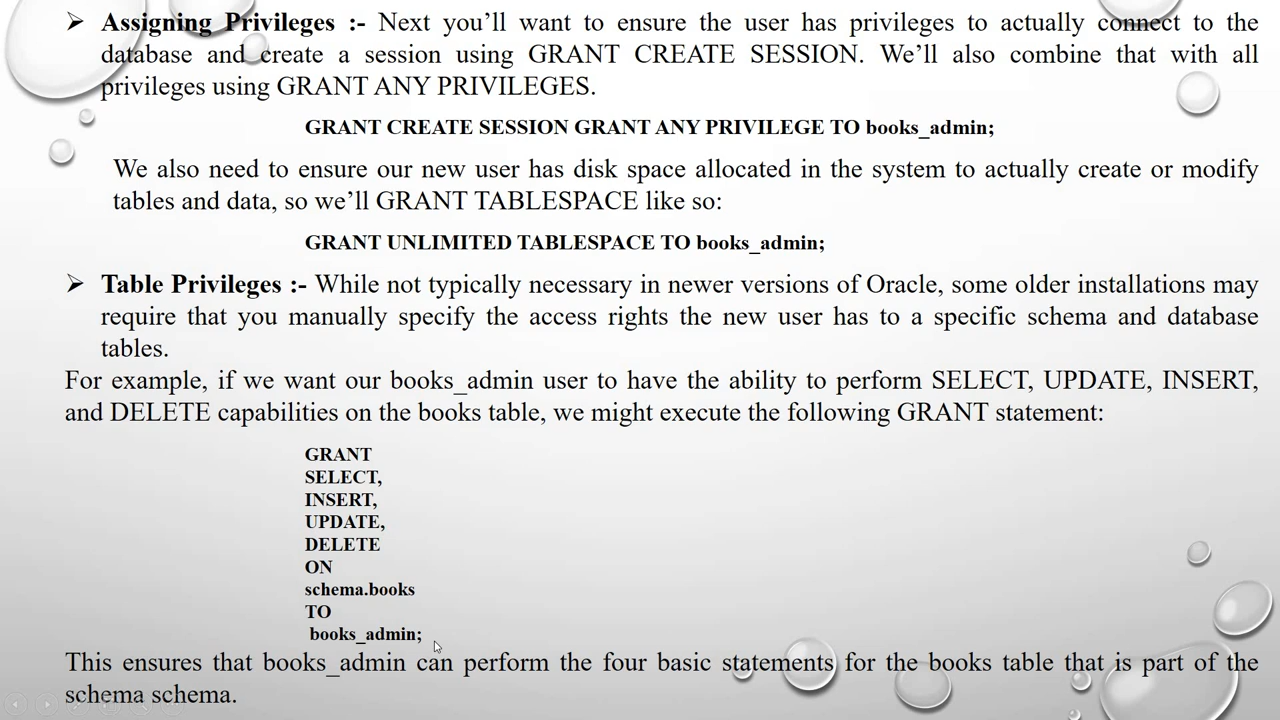 Assigning Privileges :- Next you’ll want to ensure the user has privileges to actually connect to the
database and create a session using GRANT CREATE SESSION. We’ll also combine that with all
privileges using GRANT ANY PRIVILEGES.
GRANT CREATE SESSION GRANT ANY PRIVILEGE TO books_admin;
We also need to ensure our new user has disk space allocated in the system to actually create or modify
tables and data, so we’ll GRANT TABLESPACE like so:
GRANT UNLIMITED TABLESPACE TO books_admin;
Table Privileges :- While not typically necessary in newer versions of Oracle, some older installations may
require that you manually specify the access rights the new user has to a specific schema and database
tables.
For example, if we want our books_admin user to have the ability to perform SELECT, UPDATE, INSERT,
and DELETE capabilities on the books table, we might execute the following GRANT statement:
GRANT
SELECT,
INSERT,
UPDATE,
DELETE
ON
schema.books
TO
books_admin;
This ensures that books_admin can perform the four basic statements for the books table that is part of the
schema schema.